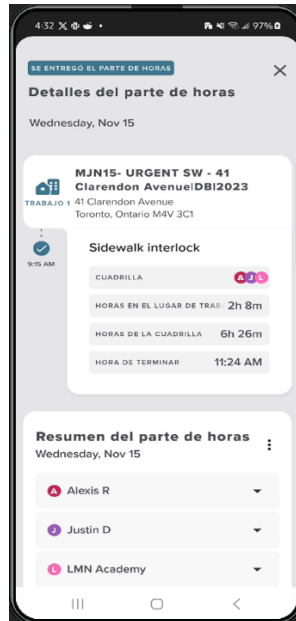 4:32
97%
SE ENTREGÓ EL PARTE DE HORAS
Detalles del parte de horas
Wednesday, Nov 15
MJN15- URGENT SW - 41
Clarendon Avenue|DBI2023
TRABAJO 1
41 Clarendon Avenue
Toronto, Ontario M4V 3C1
9:15 AM
Sidewalk interlock
CUADRILLA
A J L
HORAS EN EL LUGAR DE TRAB
2h 8m
HORAS DE LA CUADRILLA
6h 26m
HORA DE TERMINAR
11:24 AM
Resumen del parte de horas
Wednesday, Nov 15
A Alexis R
J Justin D
L LMN Academy